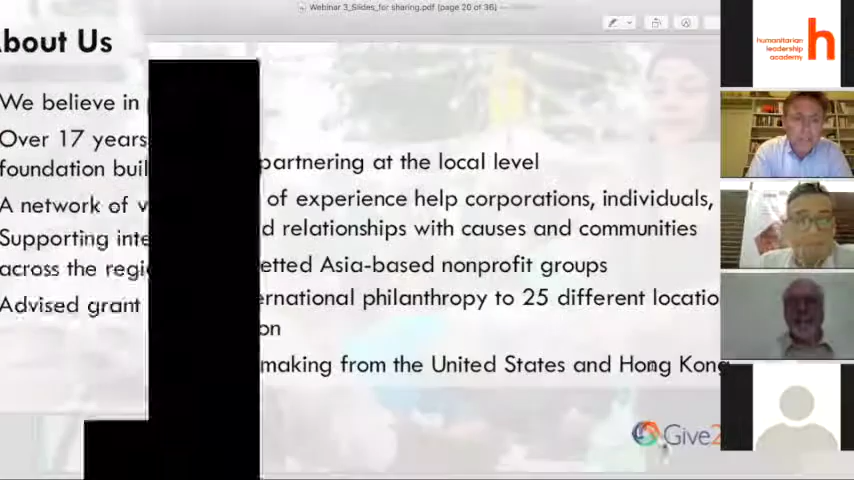 Webinar 3_Slides_for sharing.pdf (page 20 of 36)
bout Us
We believe in
partnering at the local level
Over 17 years
of experience help corporations, individuals,
foundation buil
d relationships with causes and communities
A network of v
etted Asia-based nonprofit groups
Supporting inte
ernational philanthropy to 25 different locatio
across the regi
on
Advised grant
making from the United States and Hong Kong
Give2
humanitarian
leadership
academy
h